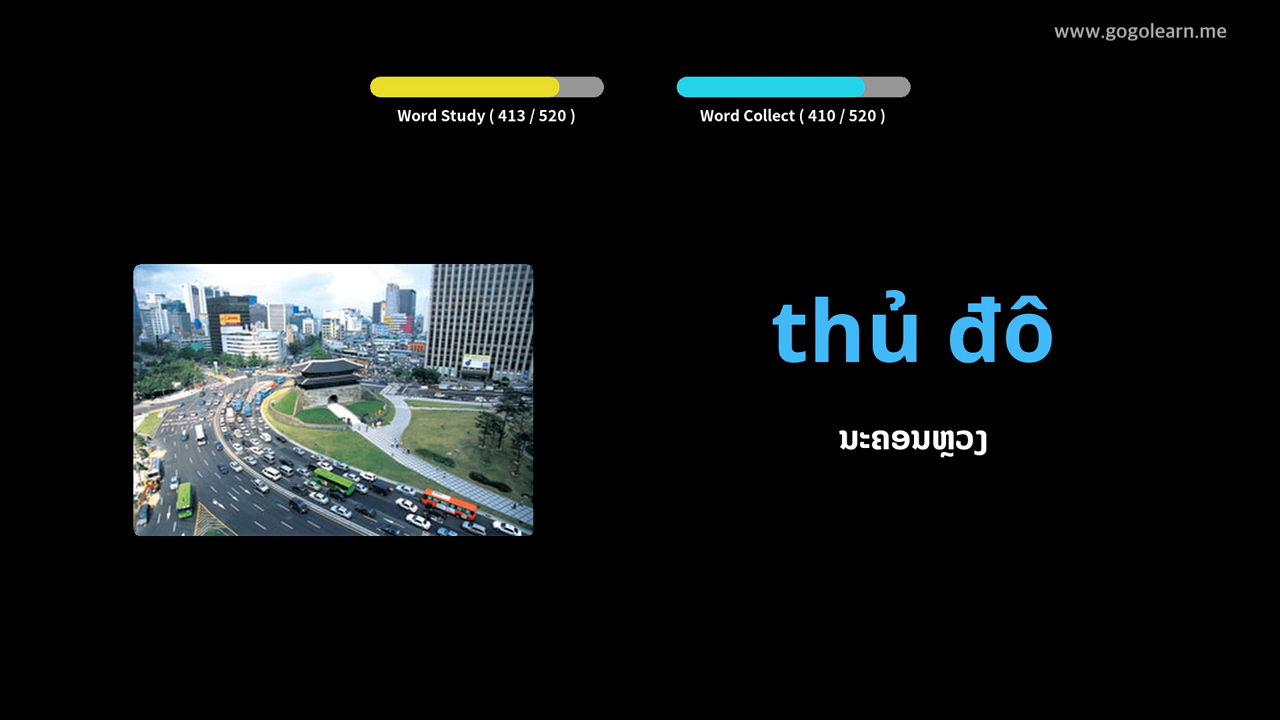 www.gogolearn.me
Word Study ( 413 / 520 )
Word Collect ( 410 / 520 )
thủ đô
ນະຄອນຫຼວງ